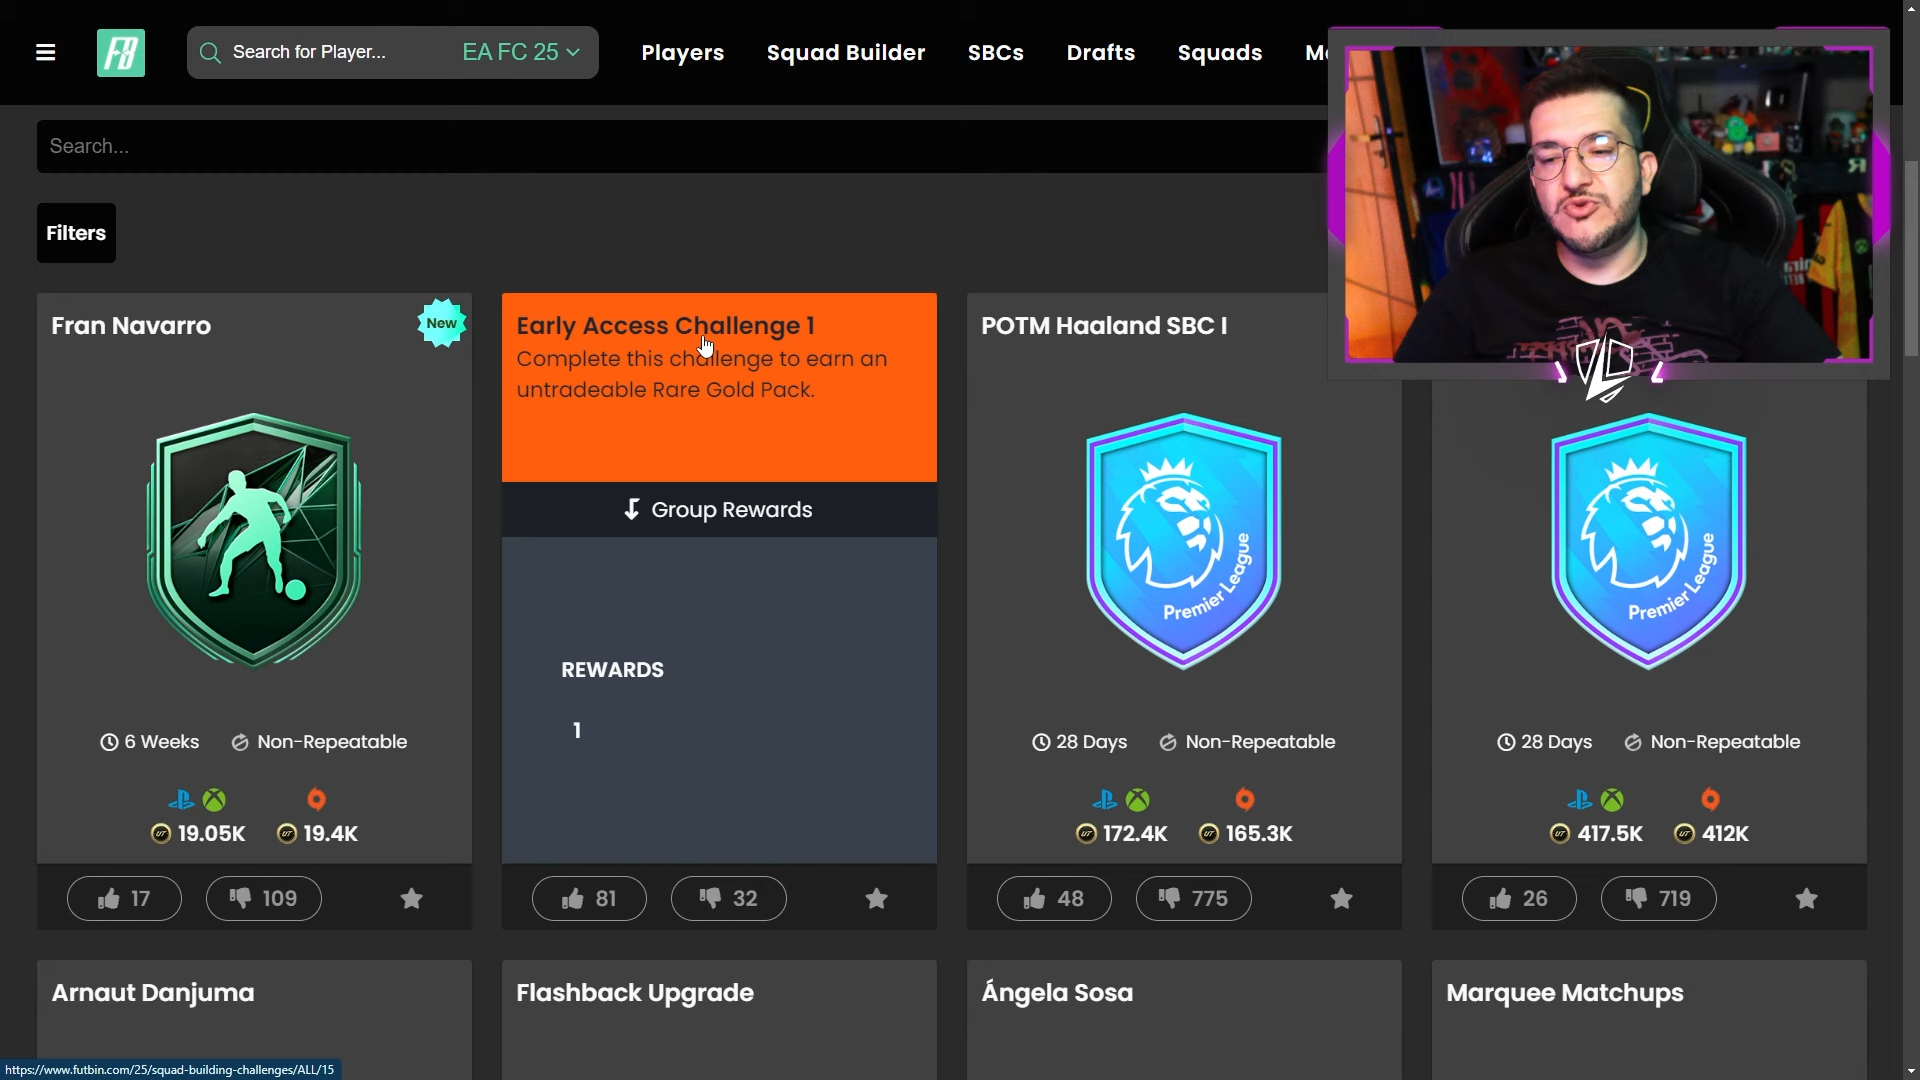 FB
Search for Player...
EA FC 25
Players
Squad Builder
SBCs
Drafts
Squads
Search...
Filters
Fran Navarro
New
6 Weeks
Non-Repeatable
19.05K
19.4K
17
109
Early Access Challenge 1
Complete this challenge to earn an
untradeable Rare Gold Pack.
Group Rewards
REWARDS
1
81
32
POTM Haaland SBC I
Premier League
28 Days
Non-Repeatable
172.4K
165.3K
48
775
Premier League
28 Days
Non-Repeatable
417.5K
412K
26
719
Arnaut Danjuma
Flashback Upgrade
Ángela Sosa
Marquee Matchups
https://www.futbin.com/25/squad-building-challenges/ALL/15